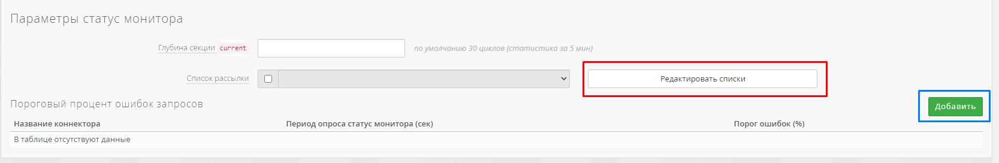 Параметры статус монитора
Глубина секции current по умолчанию 30 циклов (статистика за 5 мин)
Список рассылки Редактировать списки
Пороговый процент ошибок запросов Добавить
Название коннектора Период опроса статус монитора (сек) Порог ошибок (%)
В таблице отсутствуют данные